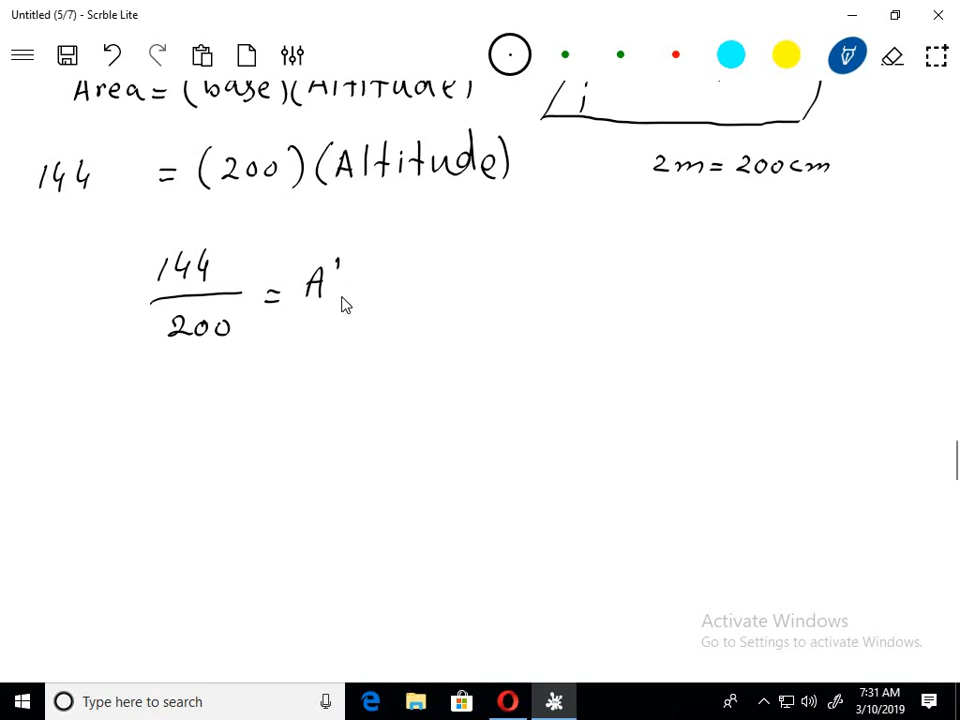 Untitled (5/7) - Scrble Lite
Area = (base)(Altitude)
144 = (200)(Altitude)
2m = 200cm
144
200
= A'
Activate Windows
Go to Settings to activate Windows.
Type here to search
7:31 AM
3/10/2019